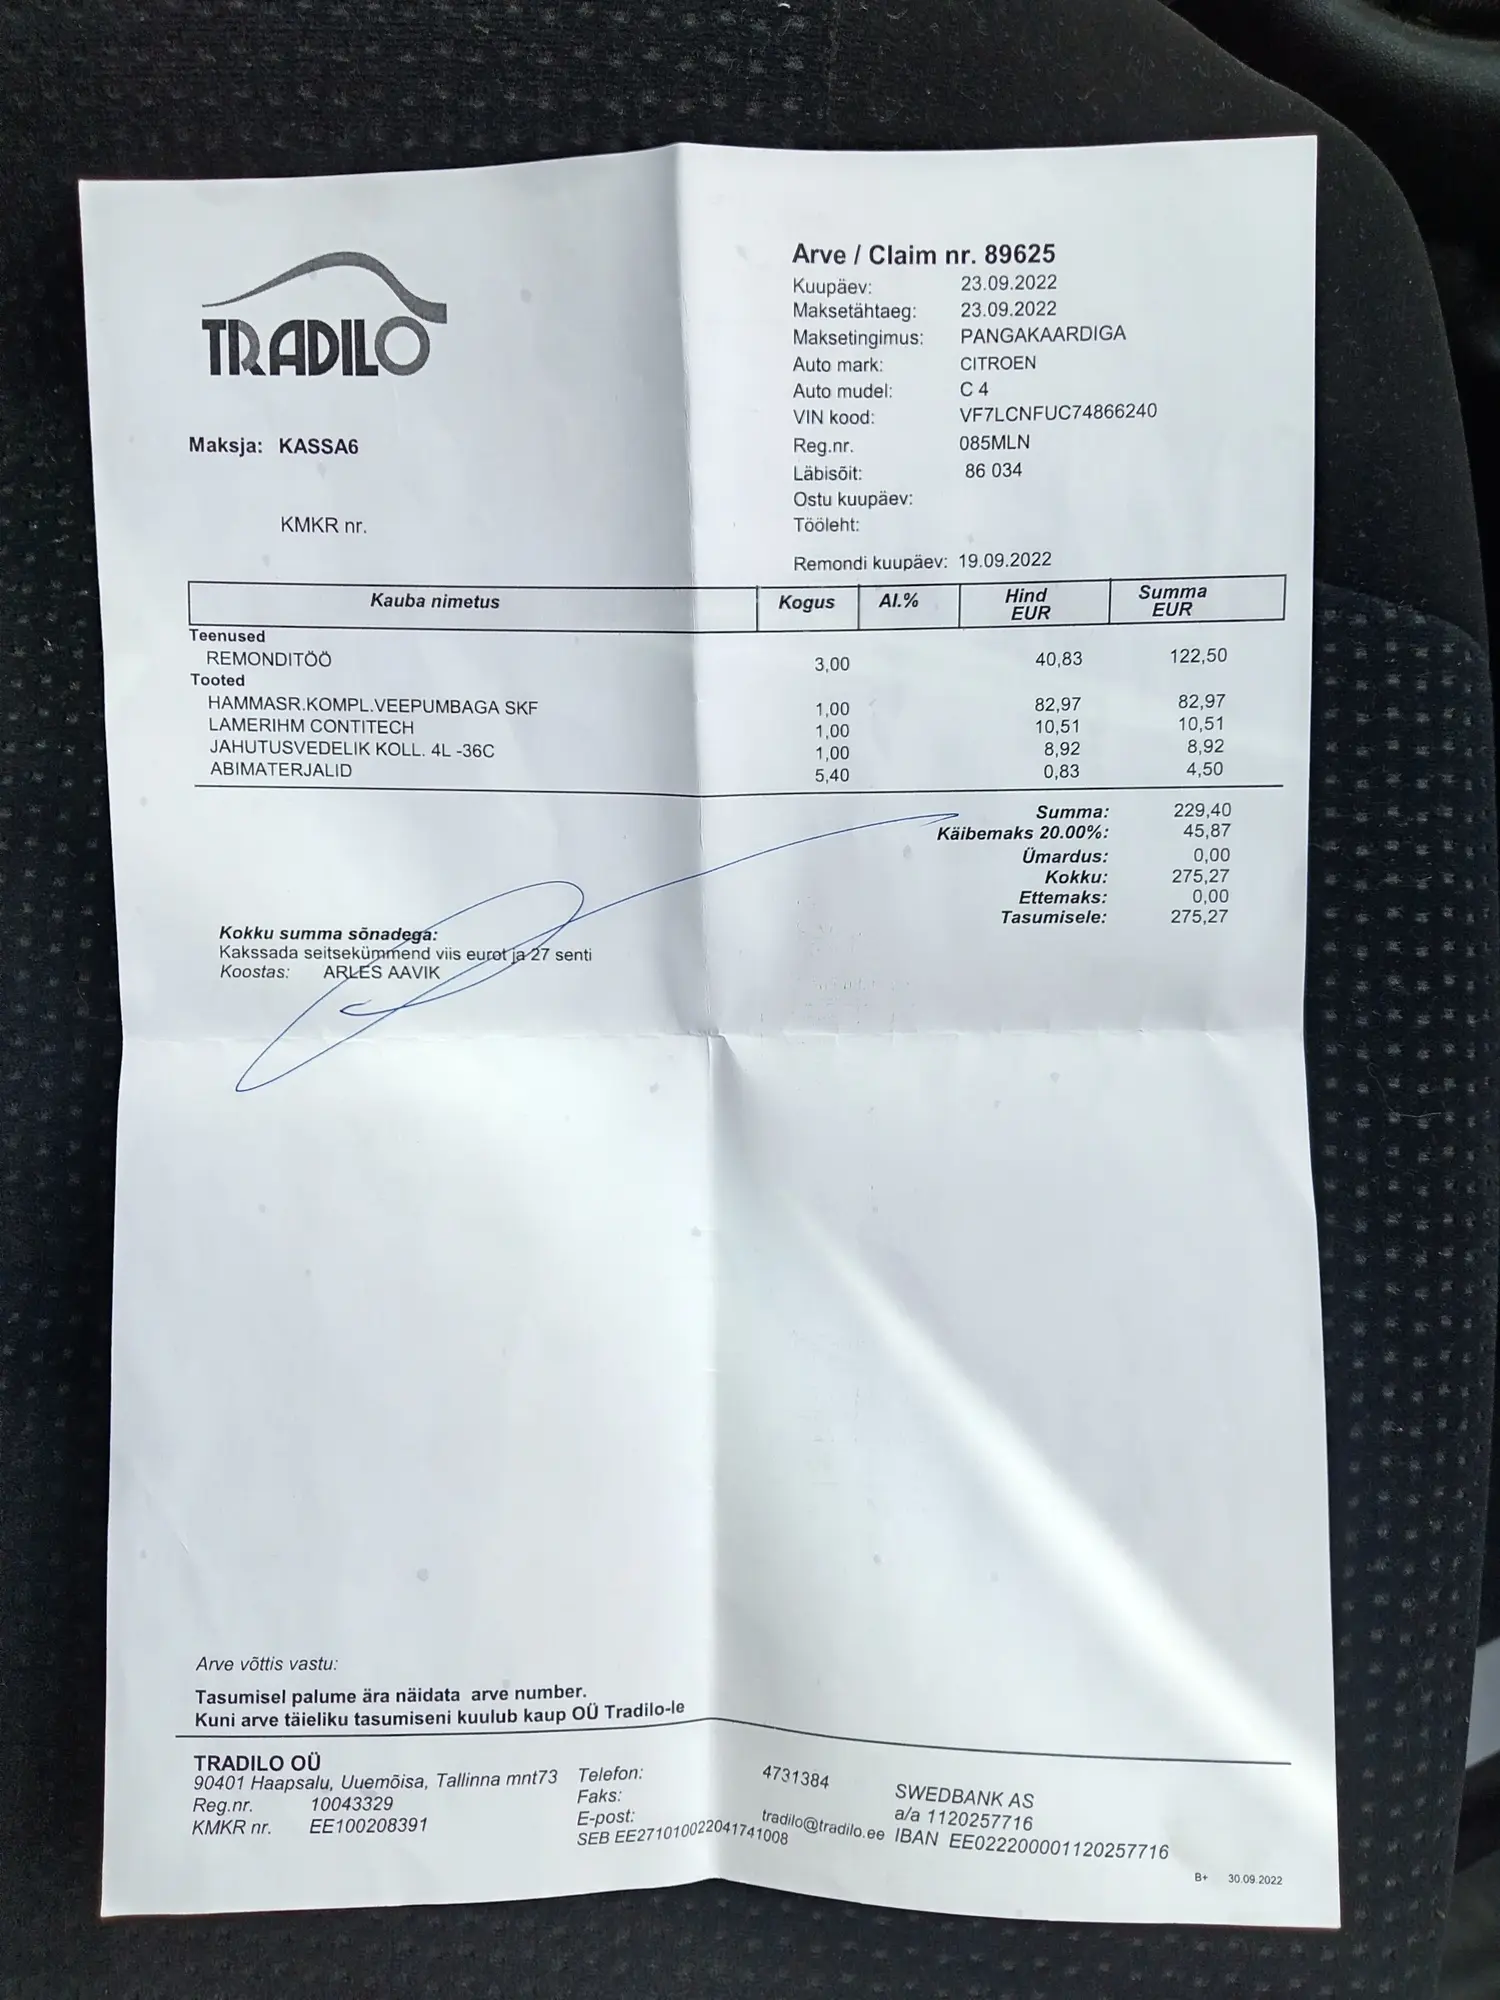 TRADILO
Arve / Claim nr. 89625
Kuupäev: 23.09.2022
Maksetähtaeg: 23.09.2022
Maksetingimus: PANGAKAARDIGA
Auto mark: CITROEN
Auto mudel: C 4
VIN kood: VF7LCNFUC74866240
Reg.nr. 085MLN
Läbisõit: 86 034
Ostu kuupäev:
Tööleht:
Remondi kuupäev: 19.09.2022
Maksja: KASSA6
KMKR nr.
Kauba nimetus Kogus Al.% Hind EUR Summa EUR
Teenused
REMONDITÖÖ 3,00 40,83 122,50
Tooted
HAMMASR.KOMPL.VEEPUMBAGA SKF 1,00 82,97 82,97
LAMERIHM CONTITECH 1,00 10,51 10,51
JAHUTUSVEDELIK KOLL. 4L -36C 1,00 8,92 8,92
ABIMATERJALID 5,40 0,83 4,50
Summa: 229,40
Käibemaks 20.00%: 45,87
Ümardus: 0,00
Kokku: 275,27
Ettemaks: 0,00
Tasumisele: 275,27
Kokku summa sõnadega:
Kakssada seitsekümmend viis eurot ja 27 senti
Koostas: ARLES AAVIK
Arve võttis vastu:
Tasumisel palume ära näidata arve number.
Kuni arve täieliku tasumiseni kuulub kaup OÜ Tradilo-le
TRADILO OÜ
90401 Haapsalu, Uuemõisa, Tallinna mnt73
Reg.nr. 10043329
KMKR nr. EE100208391
Telefon: 4731384
Faks:
E-post: tradilo@tradilo.ee
SEB EE271010022041741008
SWEDBANK AS
a/a 1120257716
IBAN EE022200001120257716
B+ 30.09.2022